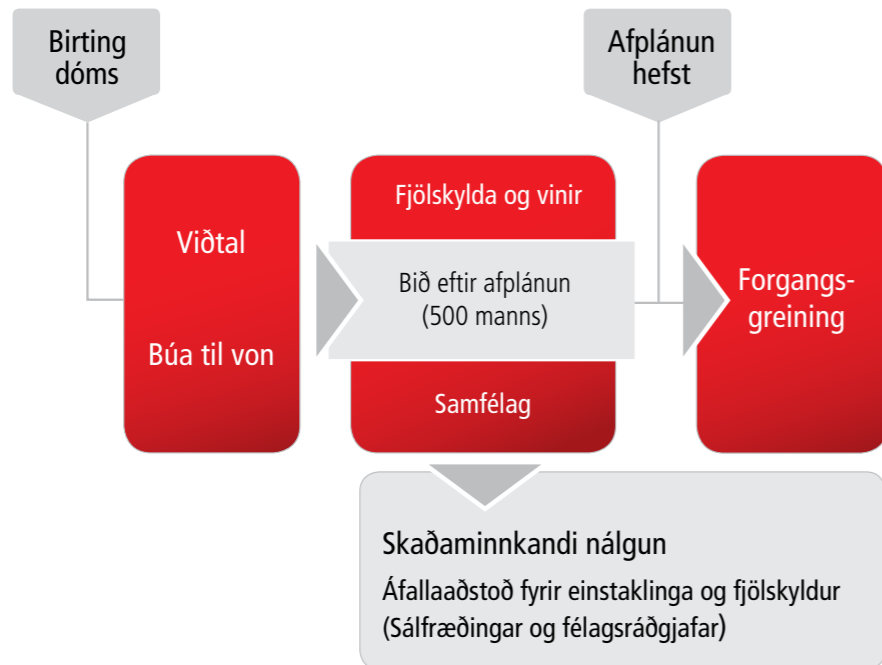 Birting
dóms
Afplánun
hefst
Viðtal
Búa til von
Fjölskylda og vinir
Bið eftir afplánun
(500 manns)
Samfélag
Forgangs-
greining
Skaðaminnkandi nálgun
Áfallaaðstoð fyrir einstaklinga og fjölskyldur
(Sálfræðingar og félagsráðgjafar)